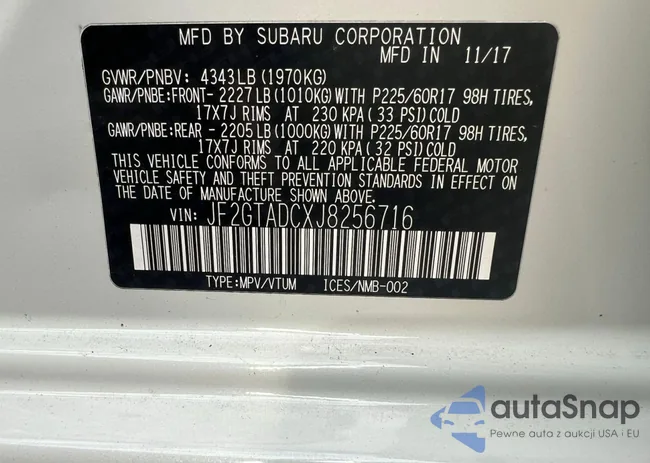 MFD BY SUBARU CORPORATION
MFD IN 11/17
GVWR/PNBV: 4343LB(1970KG)
GAWR/PNBE:FRONT-2227LB(1010KG)WITH P225/60R17 98H TIRES,
17X7J RIMS AT 230 KPA(33 PSI)COLD
GAWR/PNBE:REAR -2205LB(1000KG)WITH P225/60R17 98H TIRES,
17X7J RIMS AT 220 KPA(32 PSI)COLD
THIS VEHICLE CONFORMS TO ALL APPLICABLE FEDERAL MOTOR
VEHICLE SAFETY AND THEFT PREVENTION STANDARDS IN EFFECT ON
THE DATE OF MANUFACTURE SHOWN ABOVE.
VIN: JF2GTADCXJ8256716
TYPE:MPV/VTUM ICES/NMB-002
autaSnap
Pewne auta z aukcji USA i EU